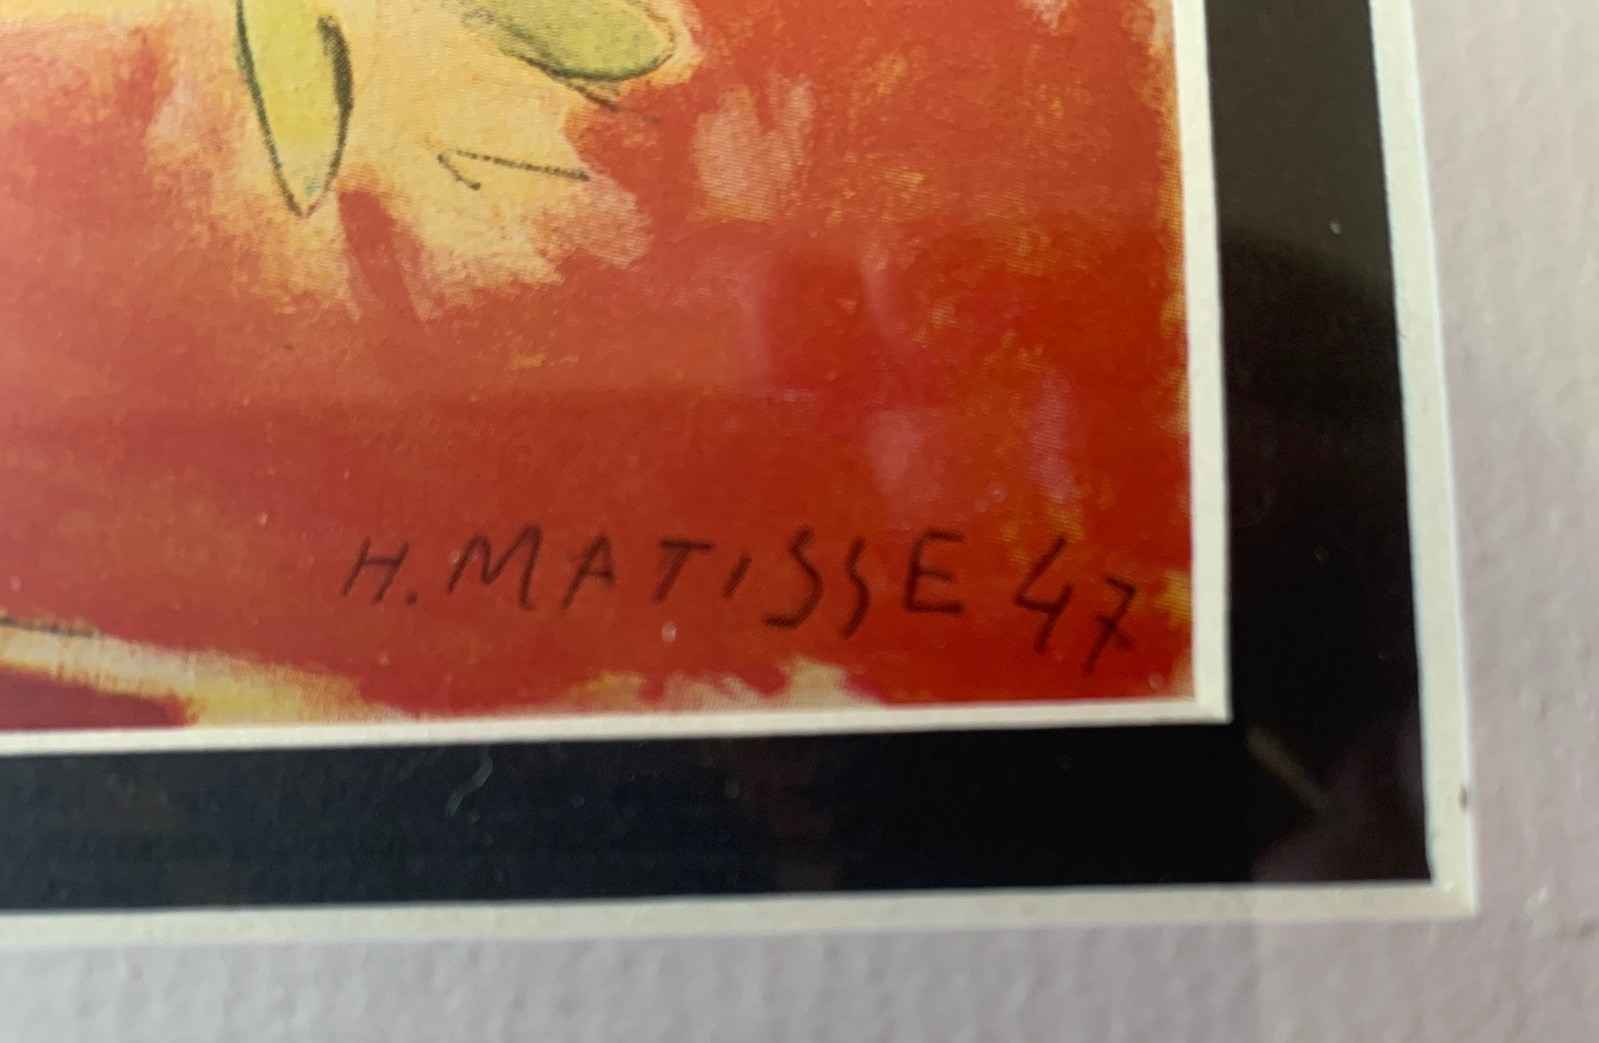 H. MATISSE 47